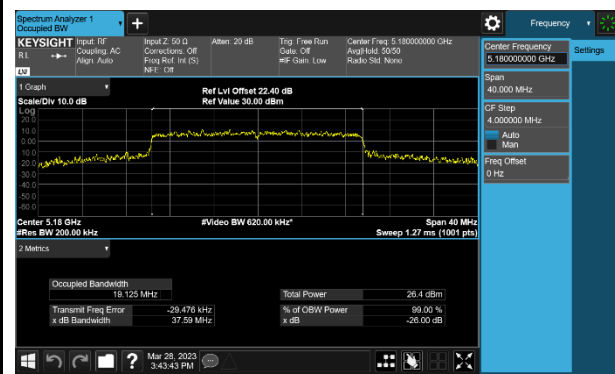 Spectrum Analyzer 1
Occupied BW
+
Frequency
KEYSIGHT Input: RF Input Z: 50 Ω Atten: 20 dB Trig: Free Run Center Freq: 5.180000000 GHz
R L Coupling: AC Corrections: Off Gate: Off Avg|Hold: 50/50
Align: Auto Freq Ref: Int (S) #IF Gain: Low Radio Std: None
LW NFE: Off
Center Frequency
5.180000000 GHz
Settings
Span
40.000 MHz
CF Step
4.000000 MHz
Auto
Man
Freq Offset
0 Hz
1 Graph
Ref Lvl Offset 22.40 dB
Scale/Div 10.0 dB Ref Value 30.00 dBm
Log
20.0
10.0
0.00
-10.0
-20.0
-30.0
-40.0
-50.0
-60.0
Center 5.18 GHz #Video BW 620.00 kHz* Span 40 MHz
#Res BW 200.00 kHz Sweep 1.27 ms (1001 pts)
2 Metrics
Occupied Bandwidth
19.125 MHz Total Power 26.4 dBm
Transmit Freq Error -29.476 kHz % of OBW Power 99.00 %
x dB Bandwidth 37.59 MHz x dB -26.00 dB
? Mar 28, 2023
3:43:43 PM